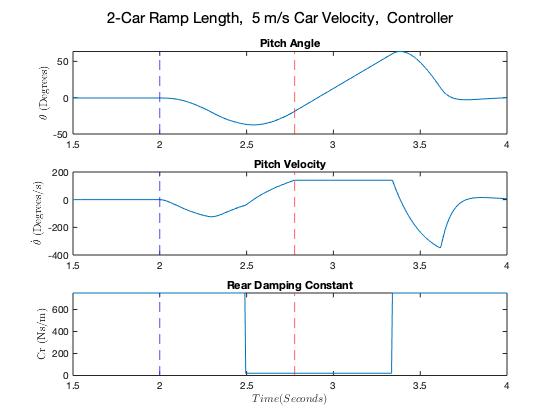 2-Car Ramp Length, 5 m/s Car Velocity, Controller
Pitch Angle
50
0
-50
θ (Degrees)
1.5 2 2.5 3 3.5 4
Pitch Velocity
200
0
-200
-400
θ̇ (Degrees/s)
1.5 2 2.5 3 3.5 4
Rear Damping Constant
600
400
200
0
Cr (Ns/m)
1.5 2 2.5 3 3.5 4
Time(Seconds)